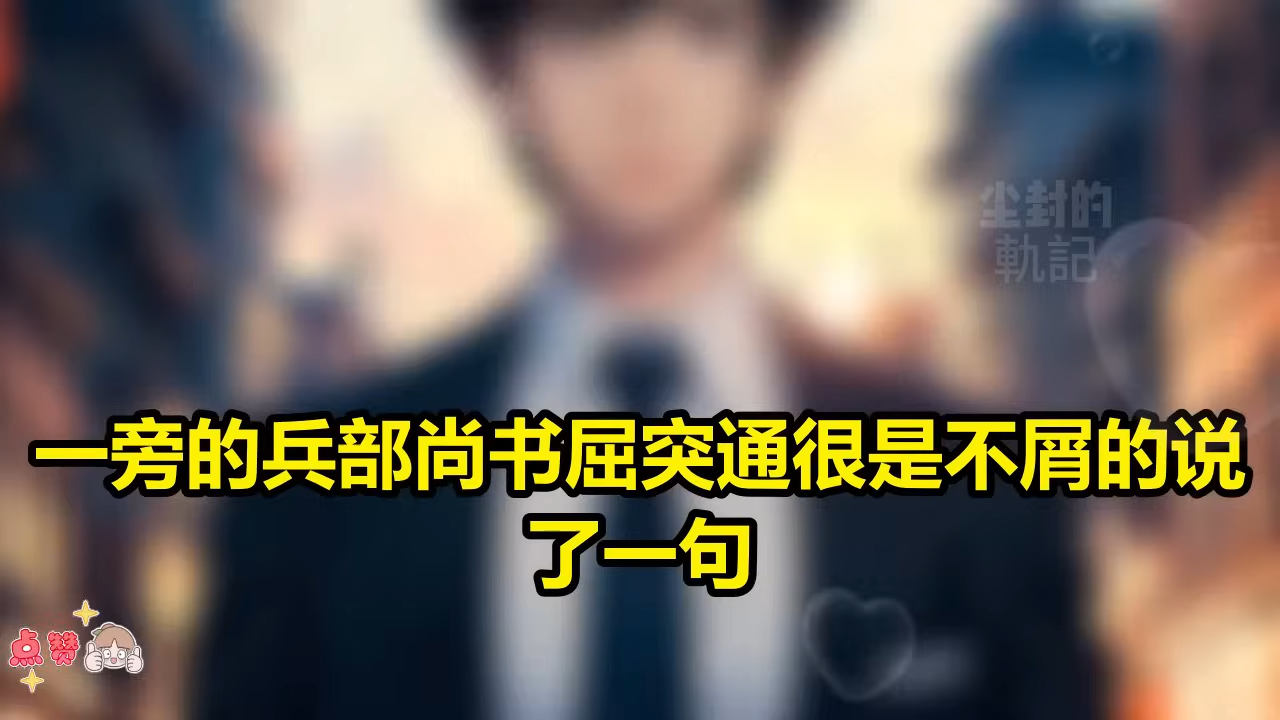 尘封的
軌記
一旁的兵部尚书屈突通很是不屑的说
了一句
点赞